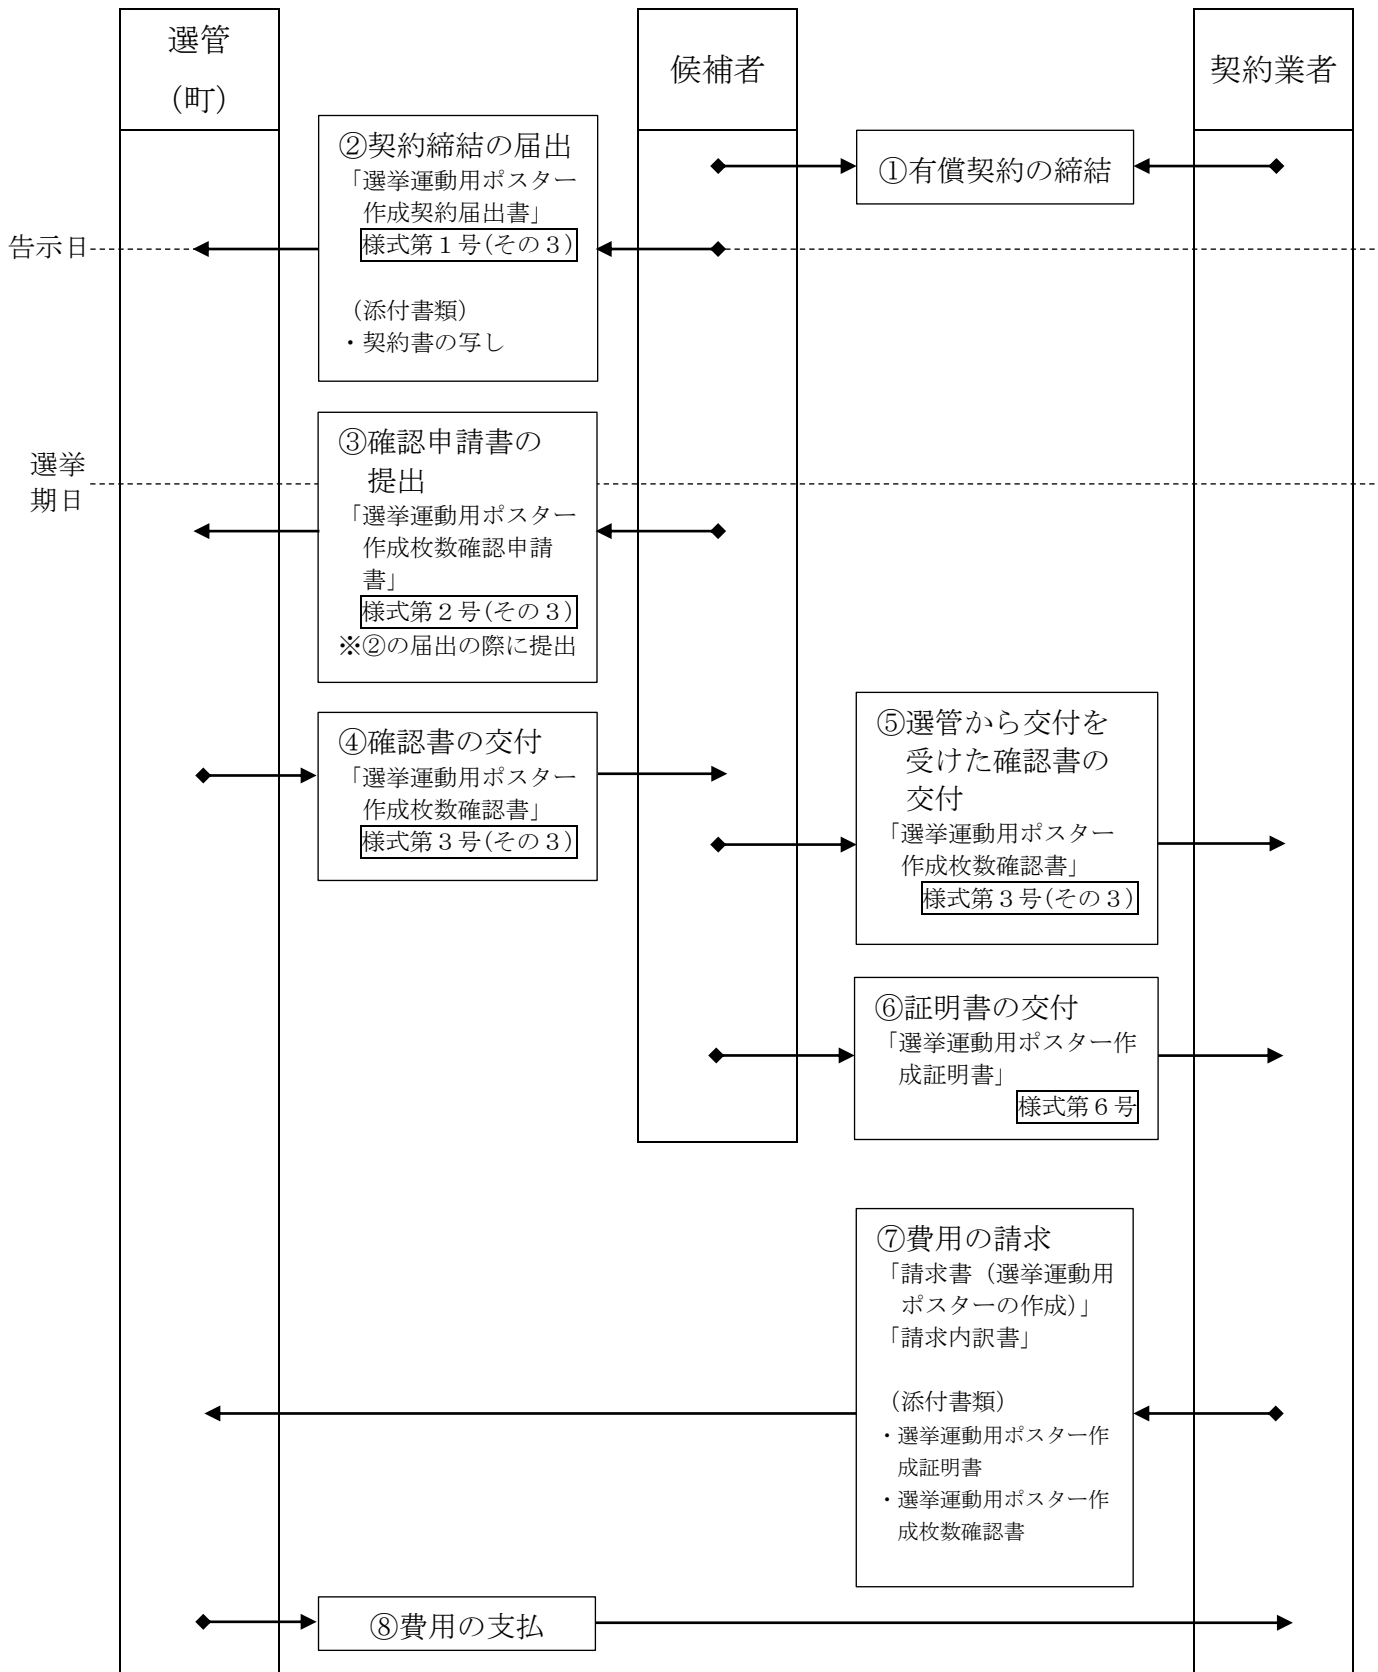 選管
(町)
候補者
契約業者
①有償契約の締結
②契約締結の届出
「選挙運動用ポスター
作成契約届出書」
様式第１号(その３)
（添付書類）
・契約書の写し
告示日
③確認申請書の
提出
「選挙運動用ポスター
作成枚数確認申請
書」
様式第２号(その３)
※②の届出の際に提出
選挙
期日
④確認書の交付
「選挙運動用ポスター
作成枚数確認書」
様式第３号(その３)
⑤選管から交付を
受けた確認書の
交付
「選挙運動用ポスター
作成枚数確認書」
様式第３号(その３)
⑥証明書の交付
「選挙運動用ポスター作
成証明書」
様式第６号
⑦費用の請求
「請求書（選挙運動用
ポスターの作成）」
「請求内訳書」
（添付書類）
・選挙運動用ポスター作
成証明書
・選挙運動用ポスター作
成枚数確認書
⑧費用の支払